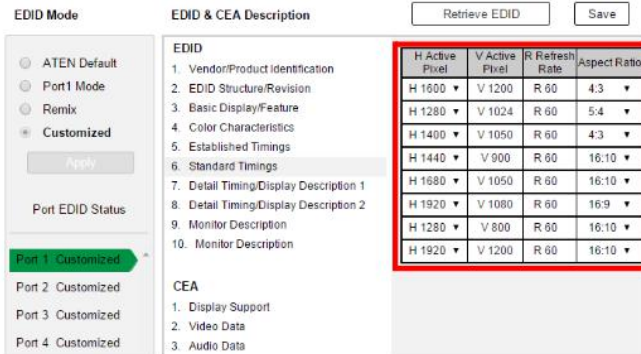 EDID Mode
ATEN Default
Port1 Mode
Remix
Customized
Apply
Port EDID Status
Port 1 Customized
Port 2 Customized
Port 3 Customized
Port 4 Customized
EDID & CEA Description
EDID
1. Vendor/Product Identification
2. EDID Structure/Revision
3. Basic Display/Feature
4. Color Characteristics
5. Established Timings
6. Standard Timings
7. Detail Timing/Display Description 1
8. Detail Timing/Display Description 2
9. Monitor Description
10. Monitor Description
CEA
1. Display Support
2. Video Data
3. Audio Data
Retrieve EDID Save
H Active Pixel V Active Pixel R Refresh Rate Aspect Ratio
H 1600 V 1200 R 60 4:3
H 1280 V 1024 R 60 5:4
H 1400 V 1050 R 60 4:3
H 1440 V 900 R 60 16:10
H 1680 V 1050 R 60 16:10
H 1920 V 1080 R 60 16:9
H 1280 V 800 R 60 16:10
H 1920 V 1200 R 60 16:10